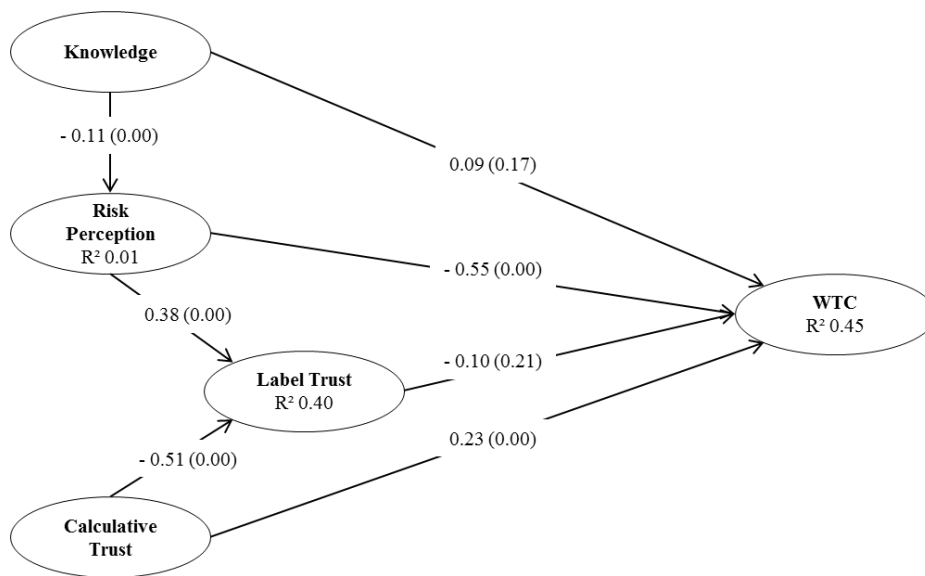 Knowledge
- 0.11 (0.00)
0.09 (0.17)
Risk
Perception
R² 0.01
- 0.55 (0.00)
WTC
R² 0.45
0.38 (0.00)
Label Trust
R² 0.40
- 0.10 (0.21)
0.23 (0.00)
- 0.51 (0.00)
Calculative
Trust